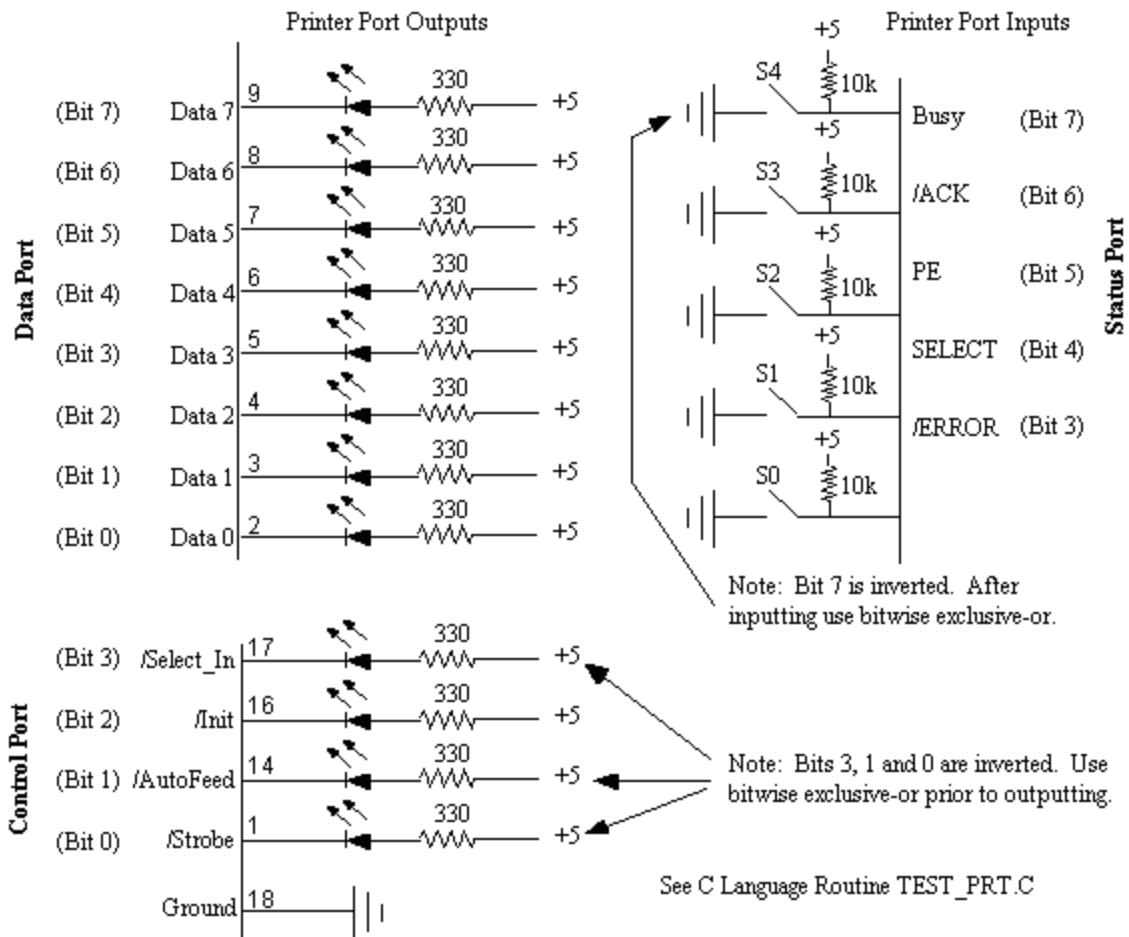 Printer Port Outputs
Data Port
(Bit 7) Data 7 9 330 +5
(Bit 6) Data 6 8 330 +5
(Bit 5) Data 5 7 330 +5
(Bit 4) Data 4 6 330 +5
(Bit 3) Data 3 5 330 +5
(Bit 2) Data 2 4 330 +5
(Bit 1) Data 1 3 330 +5
(Bit 0) Data 0 2 330 +5
Control Port
(Bit 3) /Select_In 17 330 +5
(Bit 2) /Init 16 330 +5
(Bit 1) /AutoFeed 14 330 +5
(Bit 0) /Strobe 1 330 +5
Ground 18
Printer Port Inputs
+5
S4 10k Busy (Bit 7)
+5
S3 10k /ACK (Bit 6)
+5
S2 10k PE (Bit 5)
+5
SELECT (Bit 4)
S1 10k
/ERROR (Bit 3)
+5
S0 10k
Status Port
Note: Bit 7 is inverted. After
inputting use bitwise exclusive-or.
Note: Bits 3, 1 and 0 are inverted. Use
bitwise exclusive-or prior to outputting.
See C Language Routine TEST_PRT.C